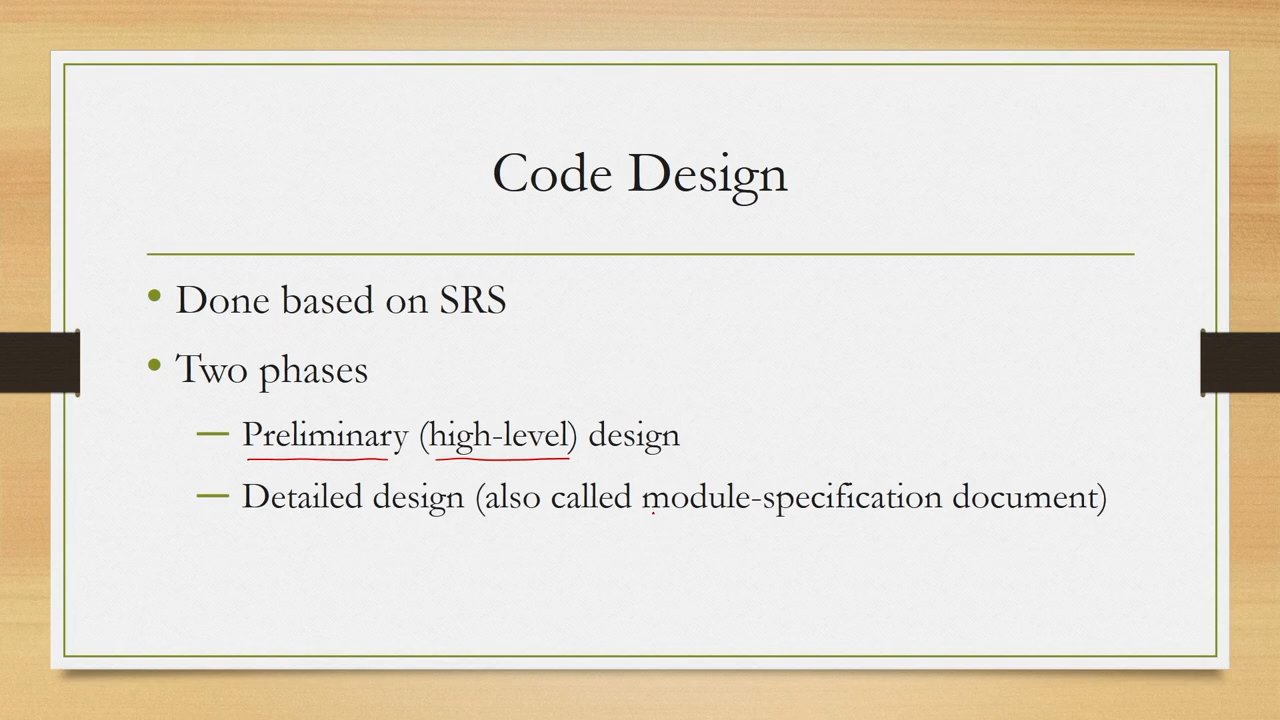 Code Design
• Done based on SRS
• Two phases
— Preliminary (high-level) design
— Detailed design (also called module-specification document)